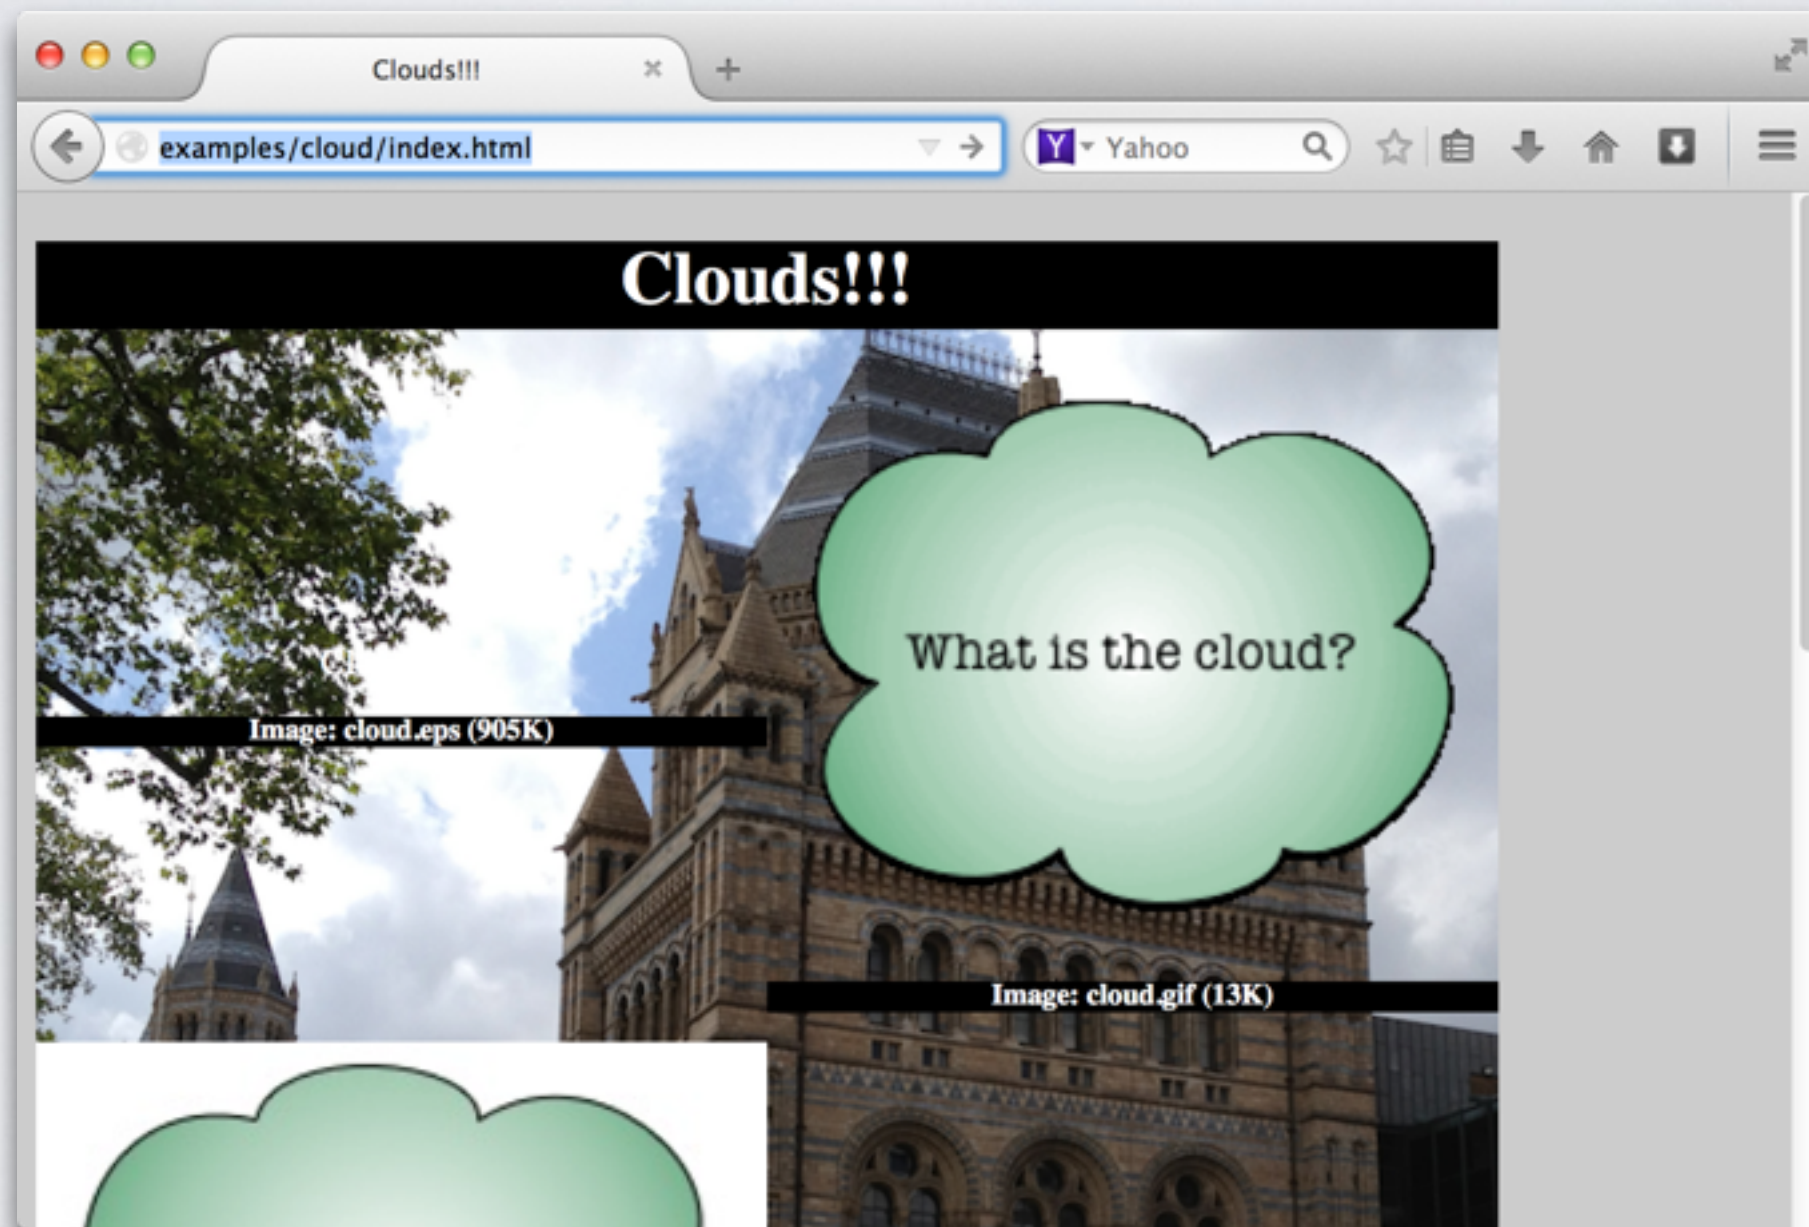 Clouds!!!
examples/cloud/index.html
Y Yahoo
Clouds!!!
What is the cloud?
Image: cloud.eps (905K)
Image: cloud.gif (13K)